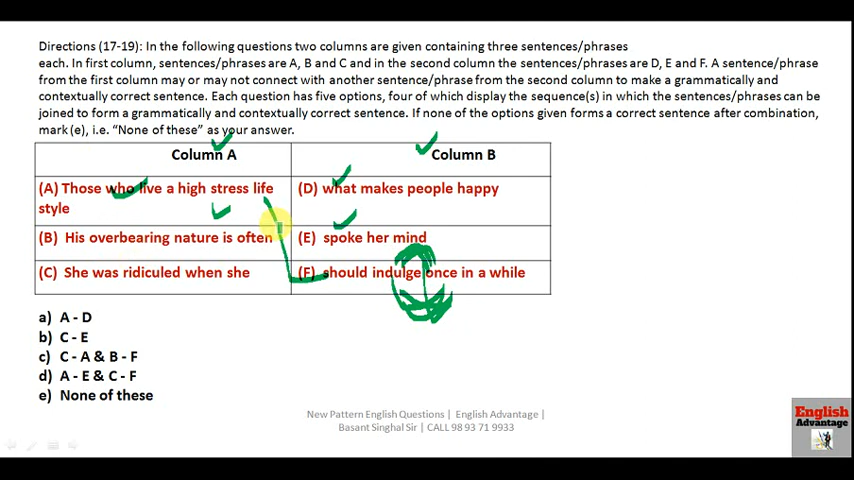 Directions (17-19): In the following questions two columns are given containing three sentences/phrases
each. In first column, sentences/phrases are A, B and C and in the second column the sentences/phrases are D, E and F. A sentence/phrase
from the first column may or may not connect with another sentence/phrase from the second column to make a grammatically and
contextually correct sentence. Each question has five options, four of which display the sequence(s) in which the sentences/phrases can be
joined to form a grammatically and contextually correct sentence. If none of the options given forms a correct sentence after combination,
mark (e), i.e. “None of these” as your answer.
Column A Column B
(A) Those who live a high stress life (D) what makes people happy
style
(B) His overbearing nature is often (E) spoke her mind
(C) She was ridiculed when she (F) should indulge once in a while
a) A - D
b) C - E
c) C - A & B - F
d) A - E & C - F
e) None of these
New Pattern English Questions | English Advantage |
Basant Singhal Sir | CALL 98 93 71 9933
English
Advantage